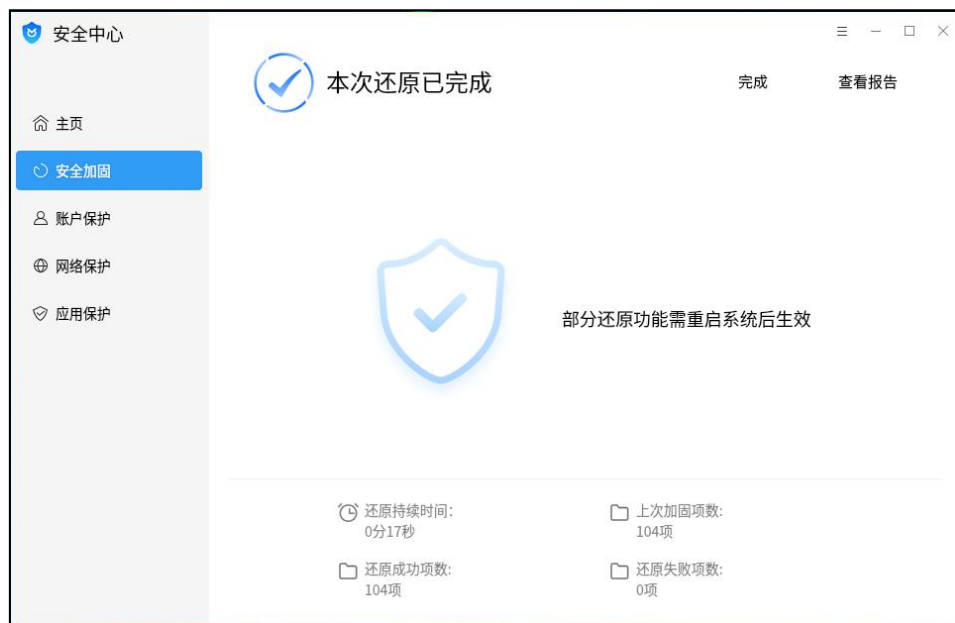 安全中心
本次还原已完成
完成
查看报告
主页
安全加固
账户保护
网络保护
应用保护
部分还原功能需重启系统后生效
还原持续时间:
0分17秒
上次加固项数:
104项
还原成功项数:
104项
还原失败项数:
0项